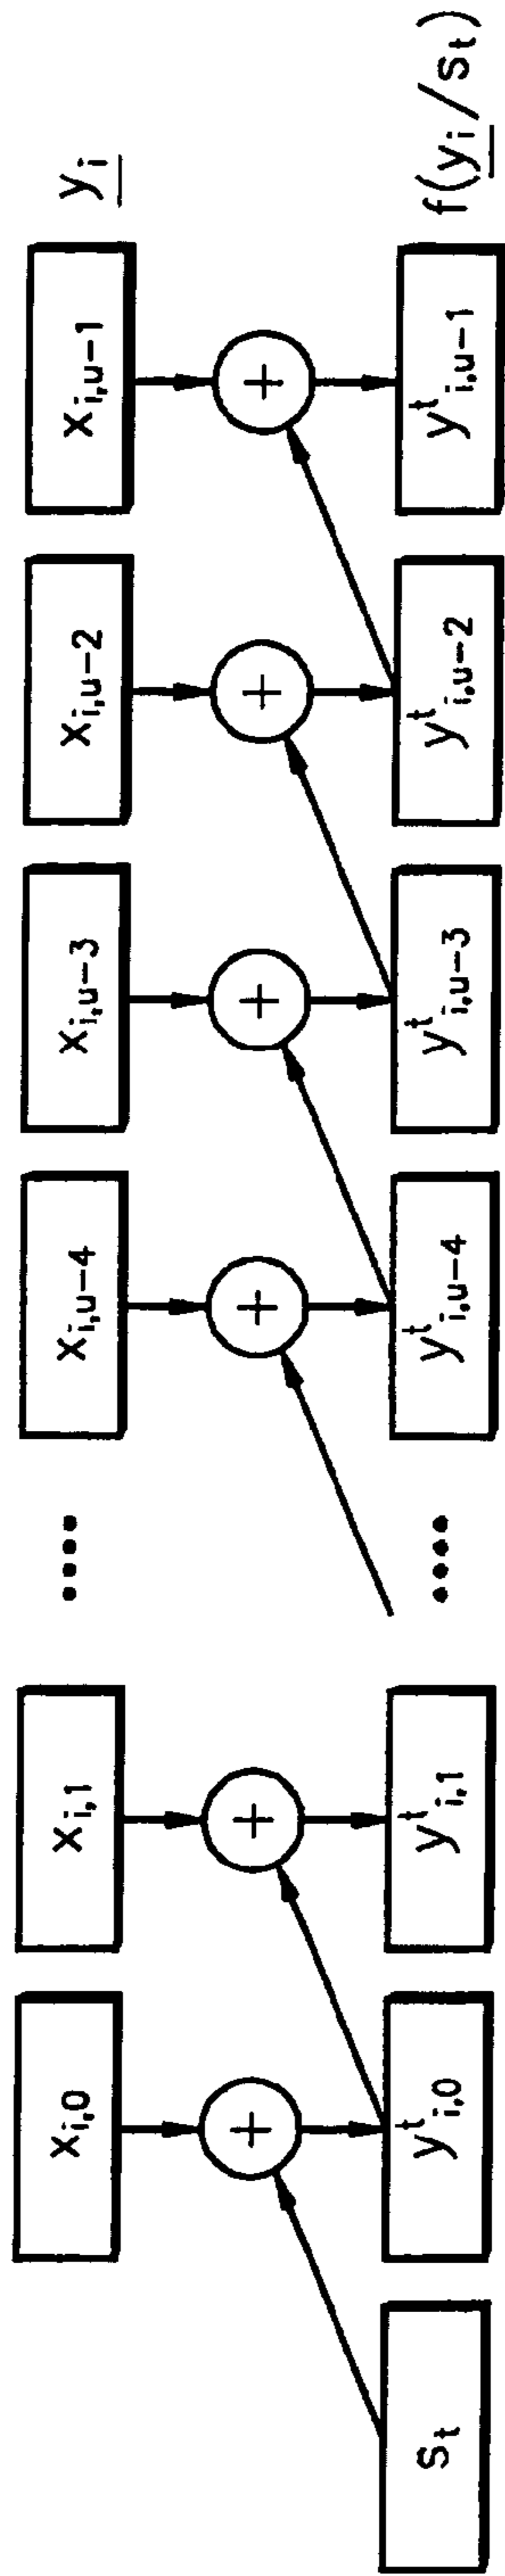 x_{i,0} x_{i,1} •••• x_{i,u-4} x_{i,u-3} x_{i,u-2} x_{i,u-1} y_i
+ + + + + +
S_t y^t_{i,0} y^t_{i,1} •••• y^t_{i,u-4} y^t_{i,u-3} y^t_{i,u-2} y^t_{i,u-1} f(y_i/S_t)